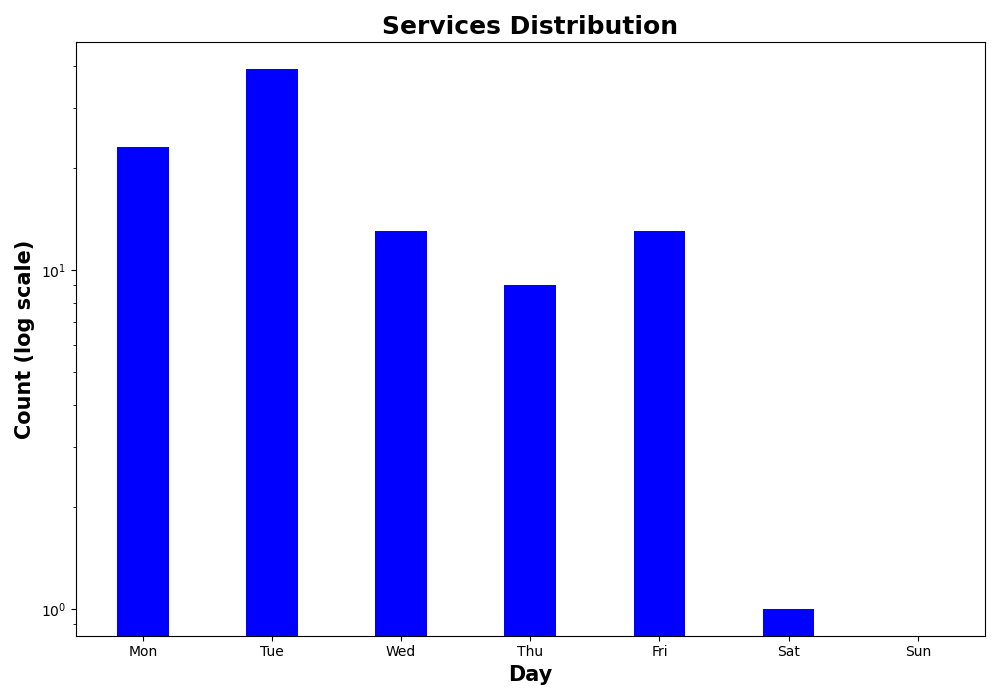 Services Distribution
Count (log scale)
10¹
10⁰
Mon Tue Wed Thu Fri Sat Sun
Day